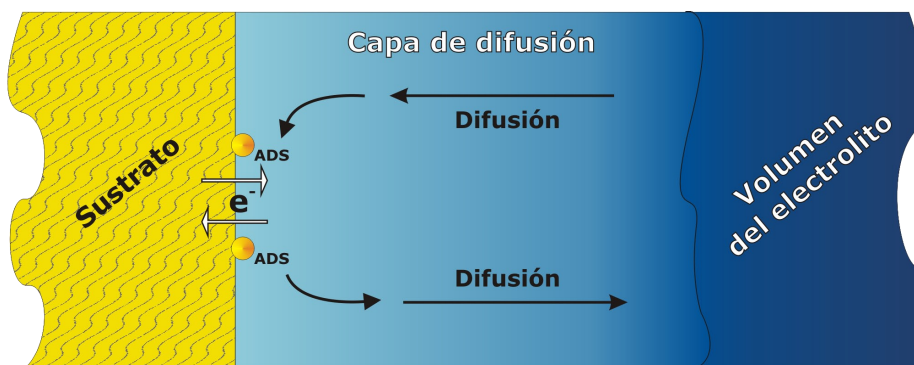 Capa de difusión
Difusión
ADS
Sustrato
e-
ADS
Difusión
Volumen
del electrolito